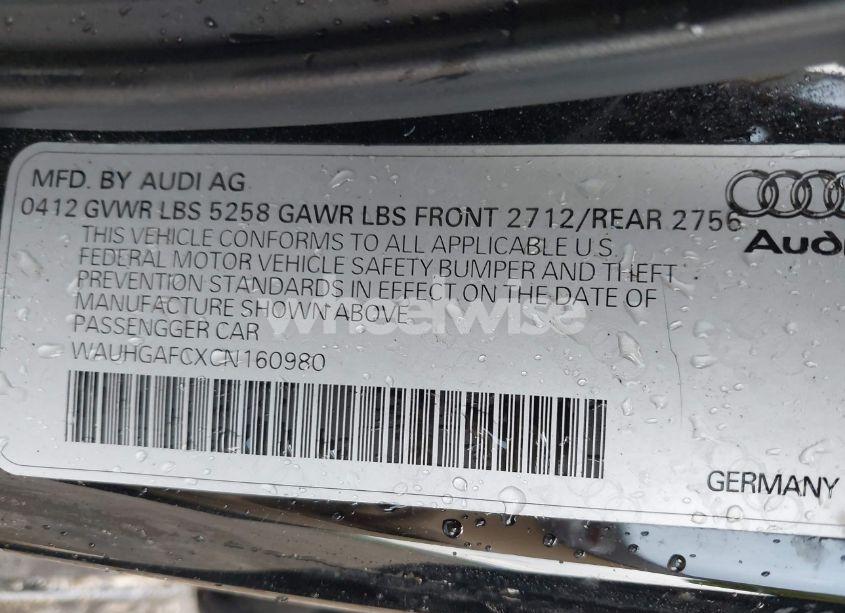 MFD. BY AUDI AG
0412 GVWR LBS 5258 GAWR LBS FRONT 2712/REAR 2756
THIS VEHICLE CONFORMS TO ALL APPLICABLE U.S.
FEDERAL MOTOR VEHICLE SAFETY BUMPER AND THEFT
PREVENTION STANDARDS IN EFFECT ON THE DATE OF
MANUFACTURE SHOWN ABOVE.
PASSENGGER CAR
WAUHGAFCXCN160980
Audi
GERMANY
wheelwise